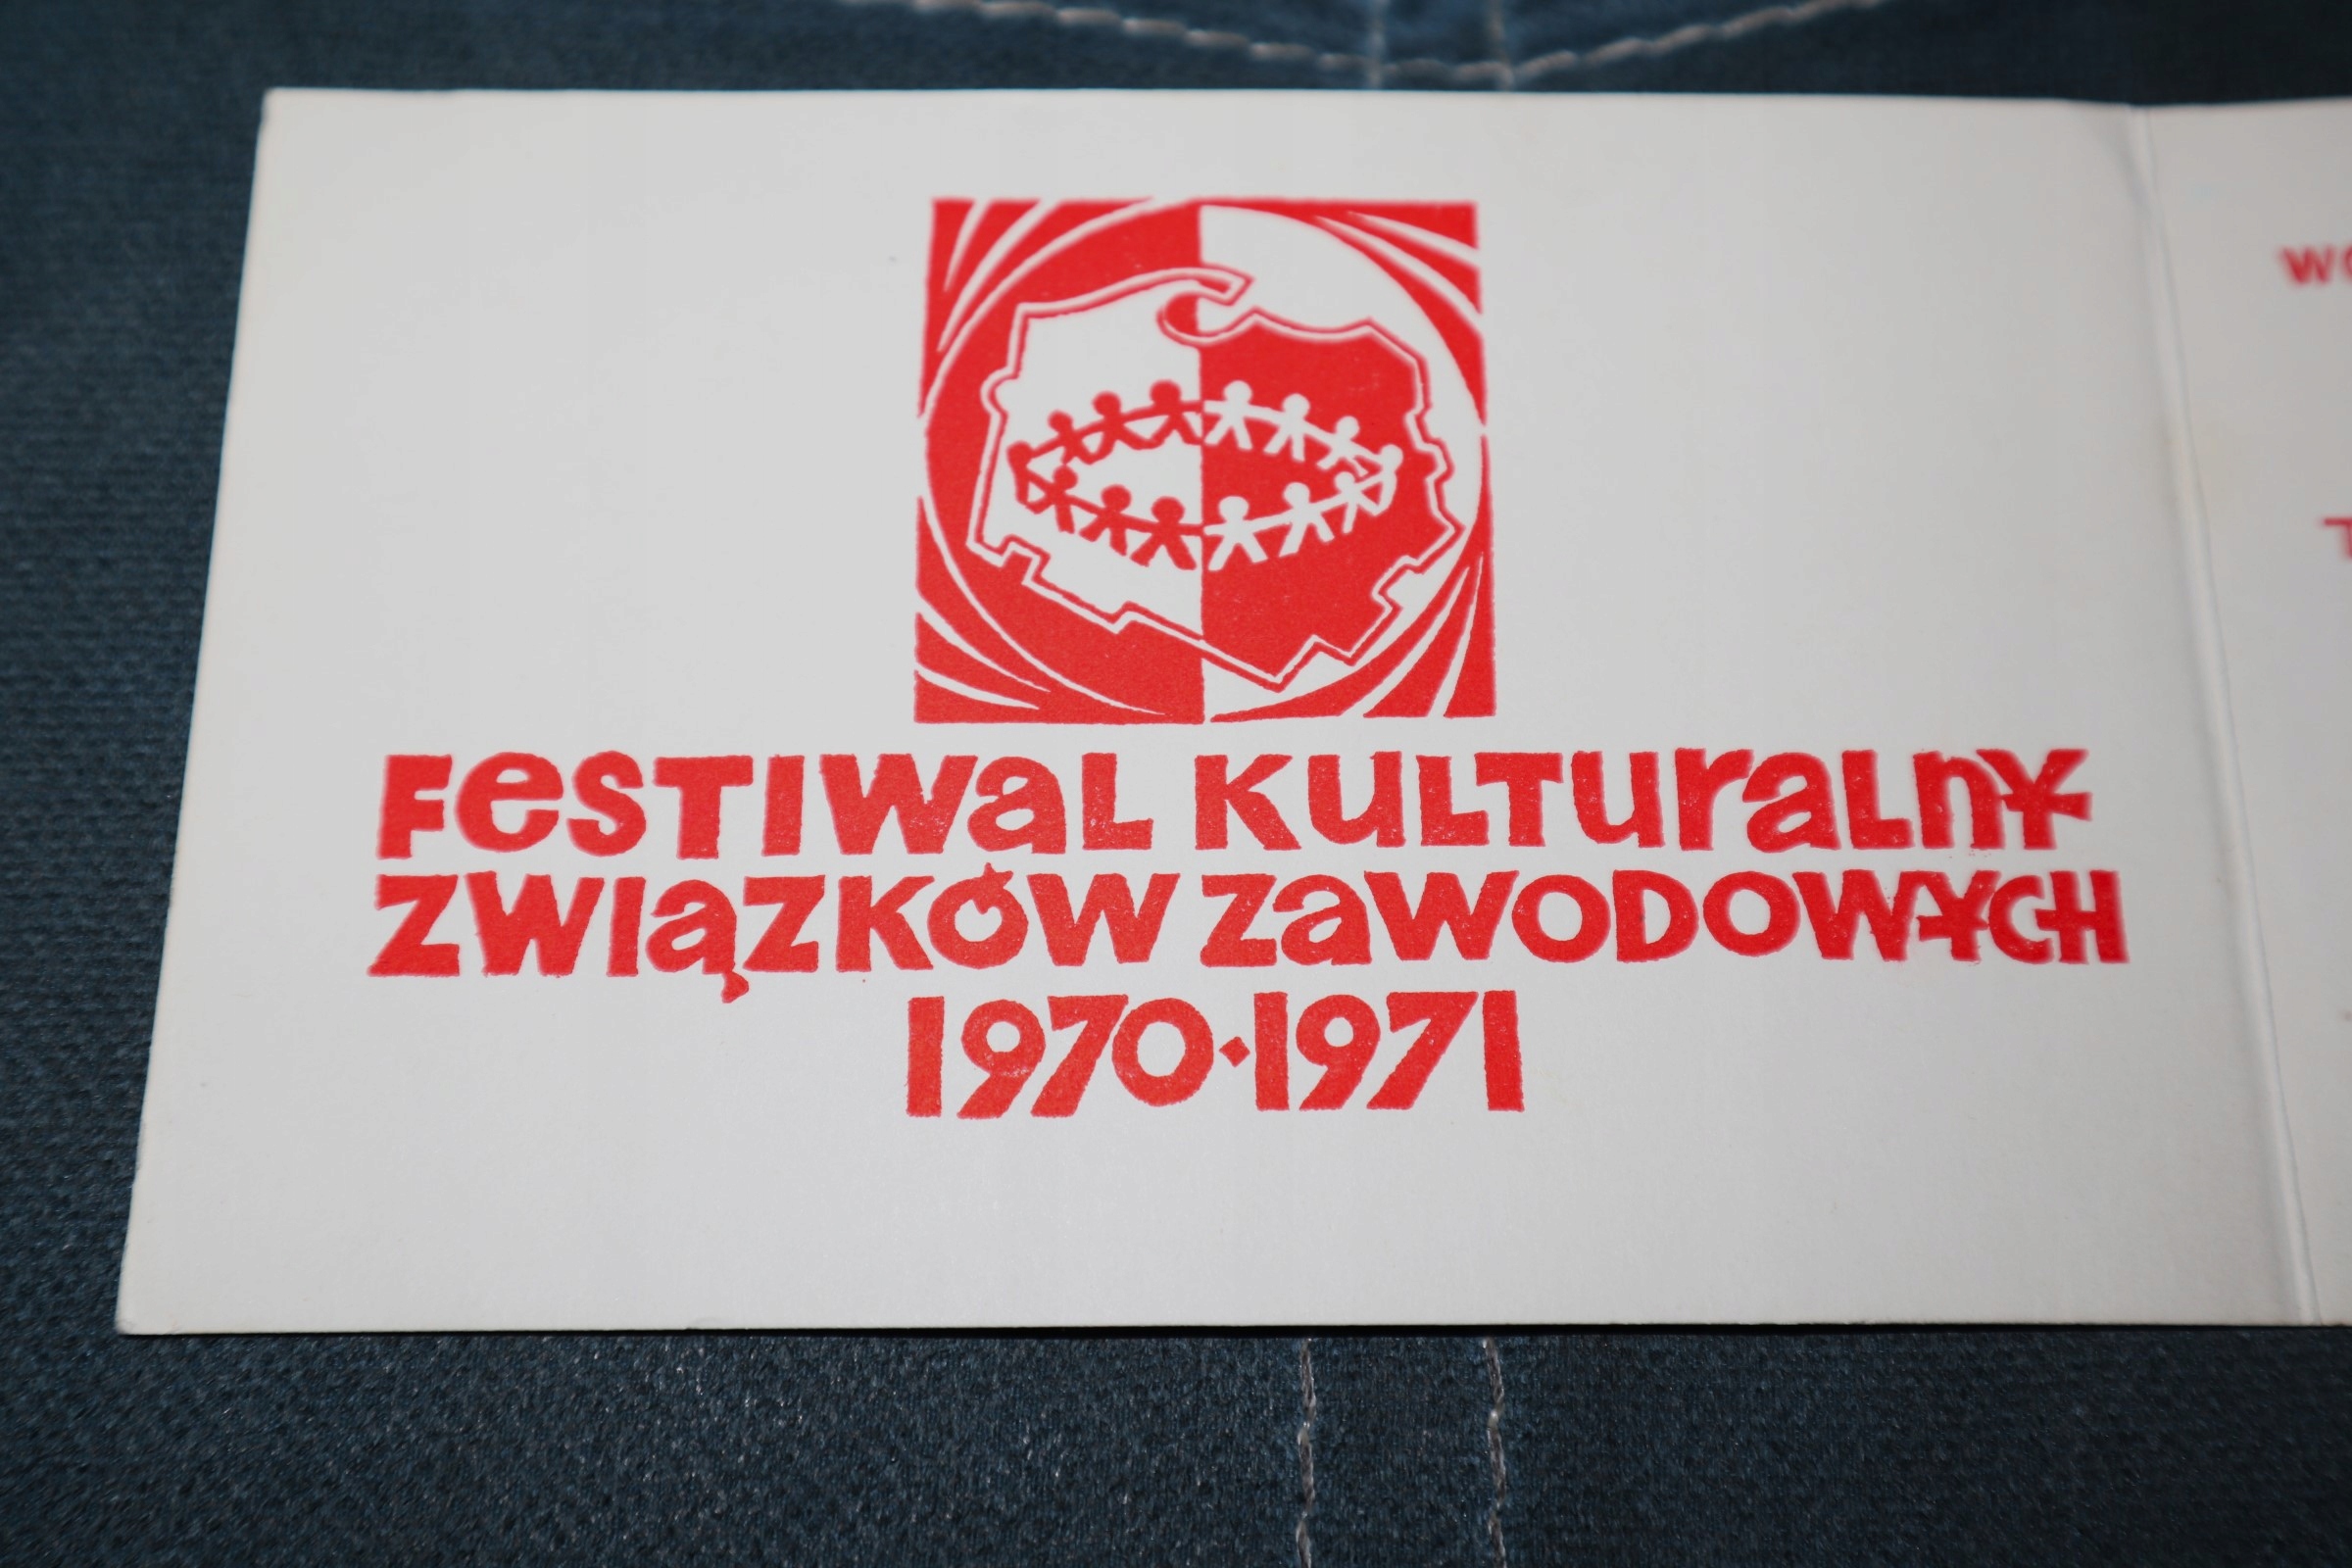 FeSTIWaL KULTUraLnY
ZWIąZKÓW ZaWODOWYCH
1970·1971